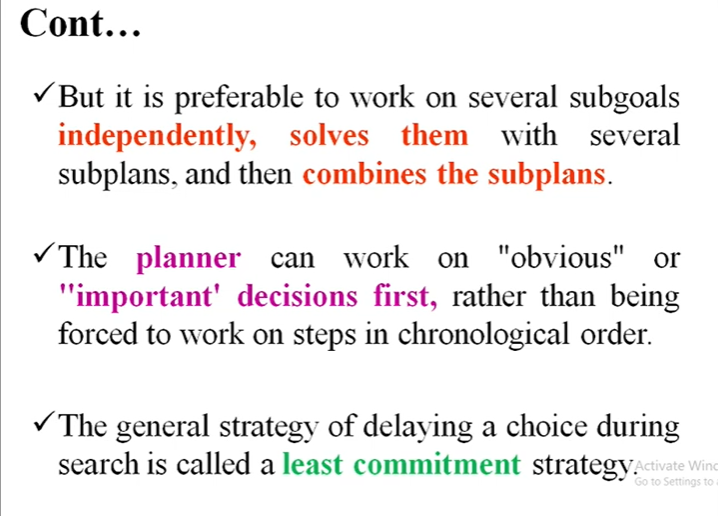 Cont...
✓But it is preferable to work on several subgoals
independently, solves them with several
subplans, and then combines the subplans.
✓The planner can work on "obvious" or
"important' decisions first, rather than being
forced to work on steps in chronological order.
✓The general strategy of delaying a choice during
search is called a least commitment strategy.
Activate Winc
Go to Settings to